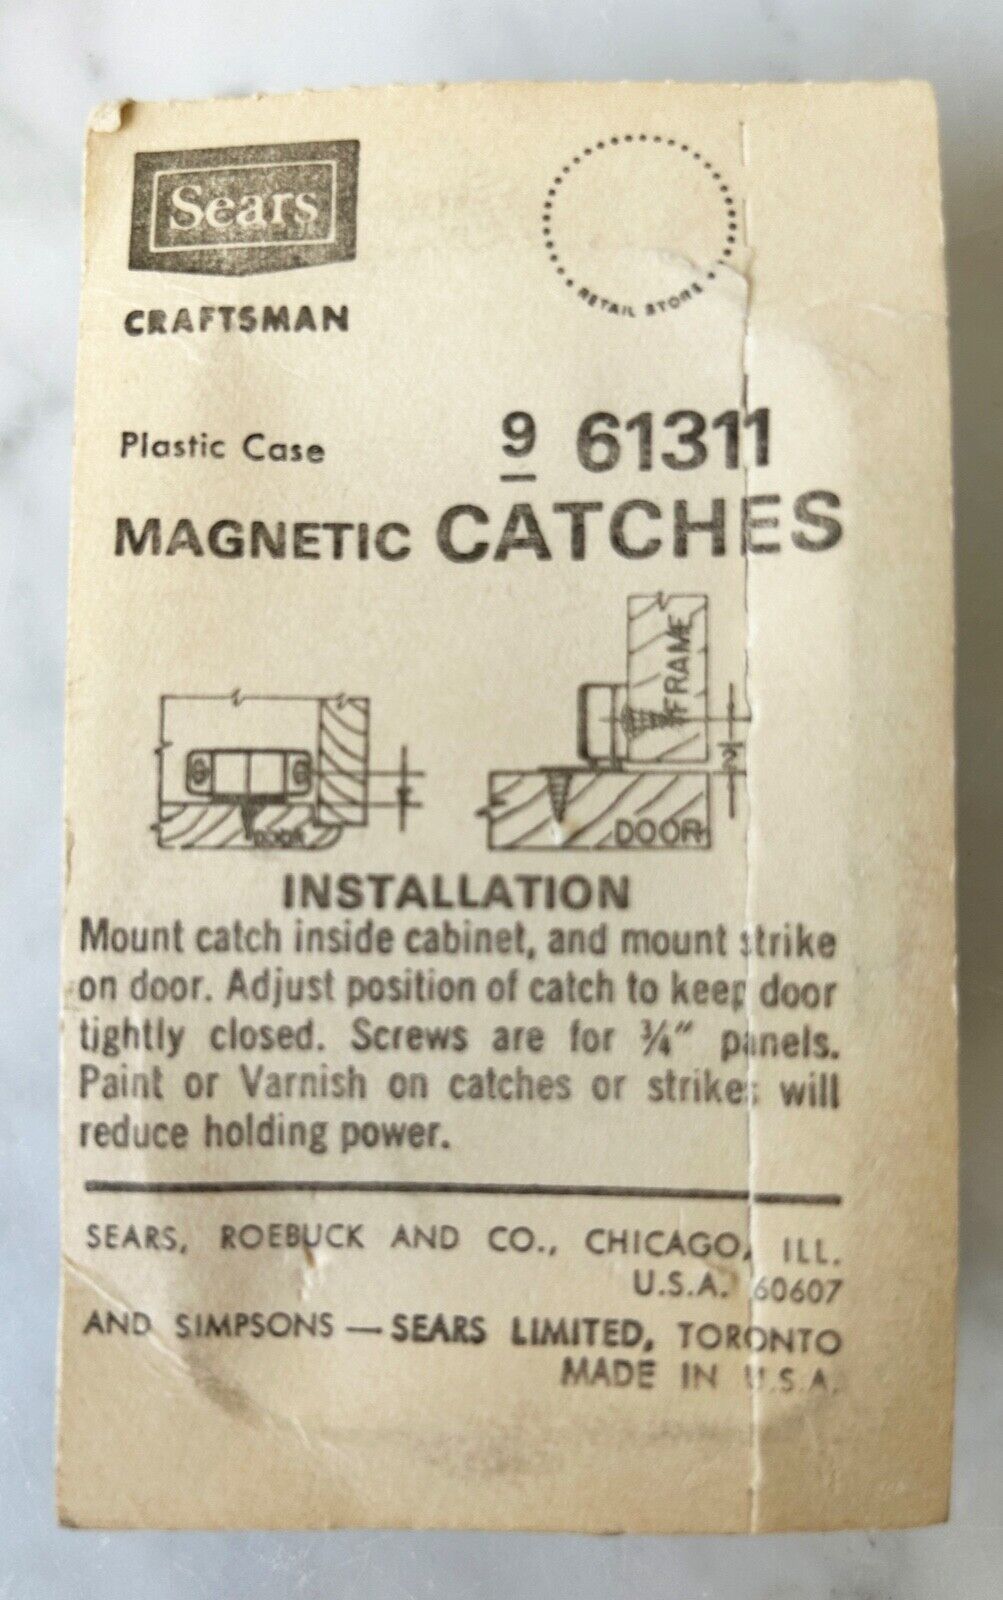 Sears
RETAIL STORE
CRAFTSMAN
Plastic Case
9 61311
MAGNETIC CATCHES
FRAME
DOOR
DOOR
INSTALLATION
Mount catch inside cabinet, and mount strike
on door. Adjust position of catch to keep door
tightly closed. Screws are for ¾" panels.
Paint or Varnish on catches or strikes will
reduce holding power.
SEARS, ROEBUCK AND CO., CHICAGO, ILL.
U.S.A. 60607
AND SIMPSONS — SEARS LIMITED, TORONTO
MADE IN U.S.A.